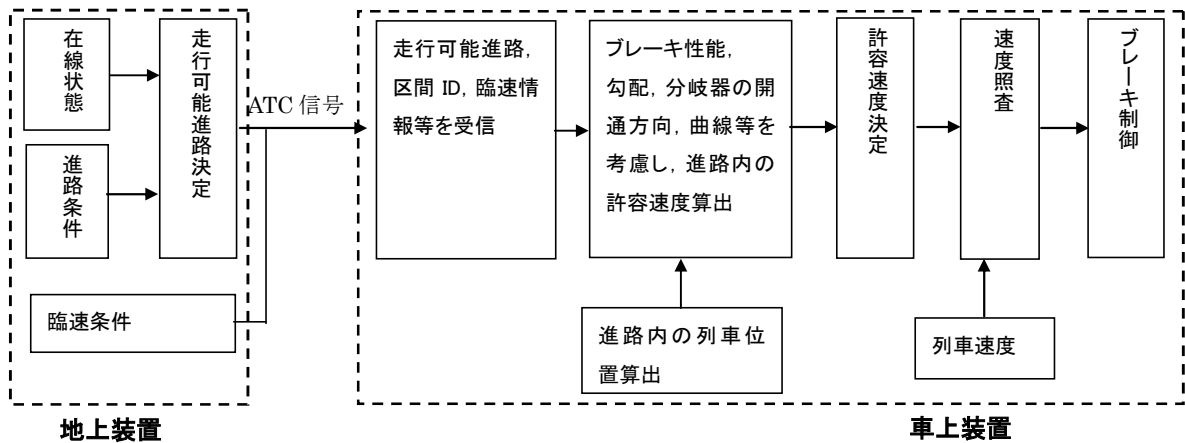 在線状態
進路条件
走行可能進路決定
臨速条件
ATC 信号
走行可能進路,
区間 ID, 臨速情
報等を受信
ブレーキ性能,
勾配, 分岐器の開
通方向, 曲線等を
考慮し, 進路内の
許容速度算出
進路内の列車位
置算出
許容速度決定
速度照査
列車速度
ブレーキ制御
地上装置
車上装置